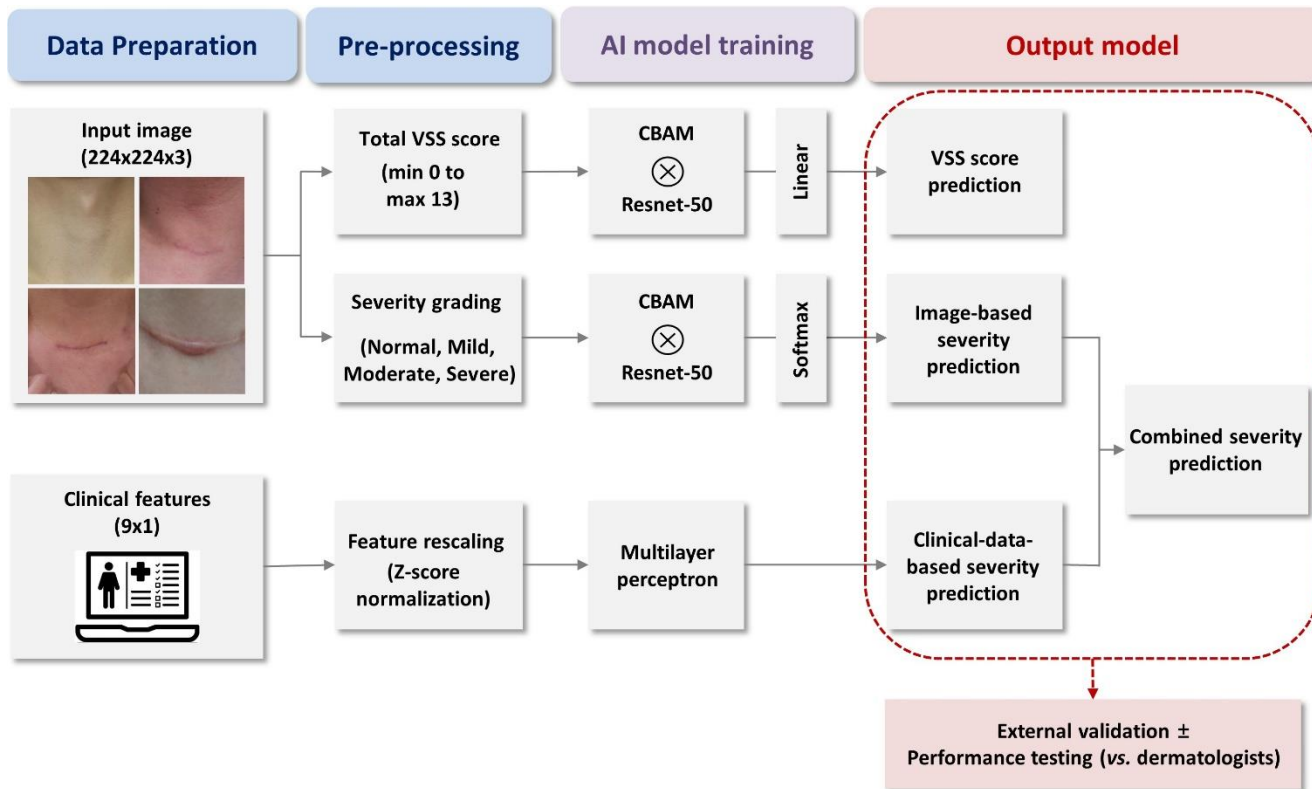 Data Preparation
Pre-processing
AI model training
Output model
Input image
(224x224x3)
Total VSS score
(min 0 to
max 13)
CBAM
Resnet-50
Linear
VSS score
prediction
Severity grading
(Normal, Mild,
Moderate, Severe)
CBAM
Resnet-50
Softmax
Image-based
severity
prediction
Combined severity
prediction
Clinical features
(9x1)
Feature rescaling
(Z-score
normalization)
Multilayer
perceptron
Clinical-data-
based severity
prediction
External validation ±
Performance testing (vs. dermatologists)